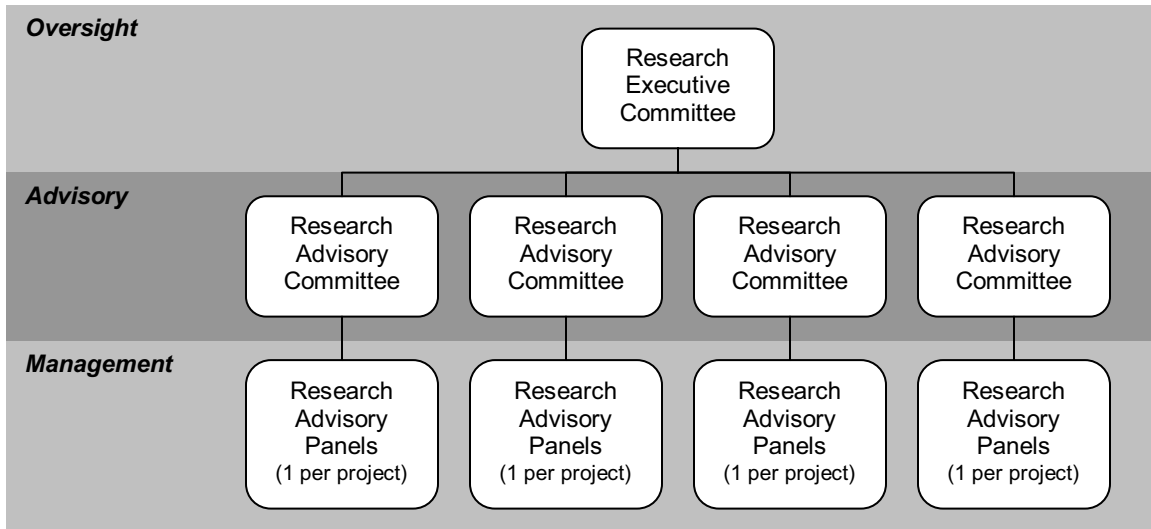 Oversight
Research
Executive
Committee
Advisory
Research
Advisory
Committee
Research
Advisory
Committee
Research
Advisory
Committee
Research
Advisory
Committee
Management
Research
Advisory
Panels
(1 per project)
Research
Advisory
Panels
(1 per project)
Research
Advisory
Panels
(1 per project)
Research
Advisory
Panels
(1 per project)